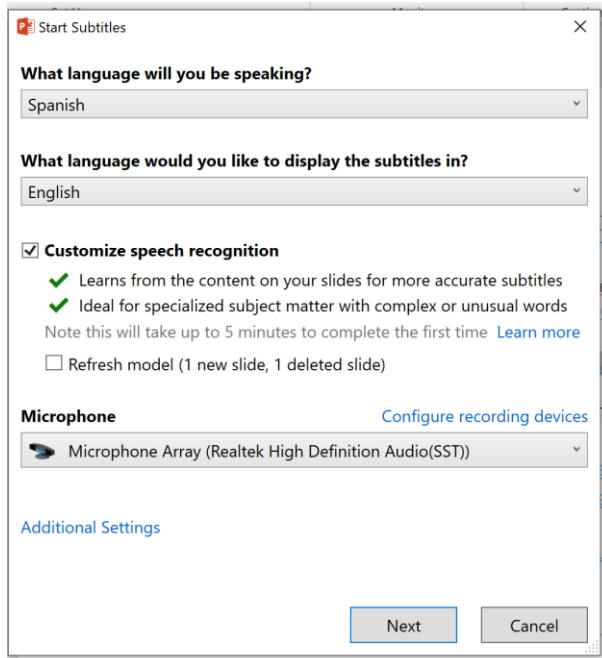 Start Subtitles
What language will you be speaking?
Spanish
What language would you like to display the subtitles in?
English
Customize speech recognition
Learns from the content on your slides for more accurate subtitles
Ideal for specialized subject matter with complex or unusual words
Note this will take up to 5 minutes to complete the first time Learn more
Refresh model (1 new slide, 1 deleted slide)
Microphone Configure recording devices
Microphone Array (Realtek High Definition Audio(SST))
Additional Settings
Next Cancel